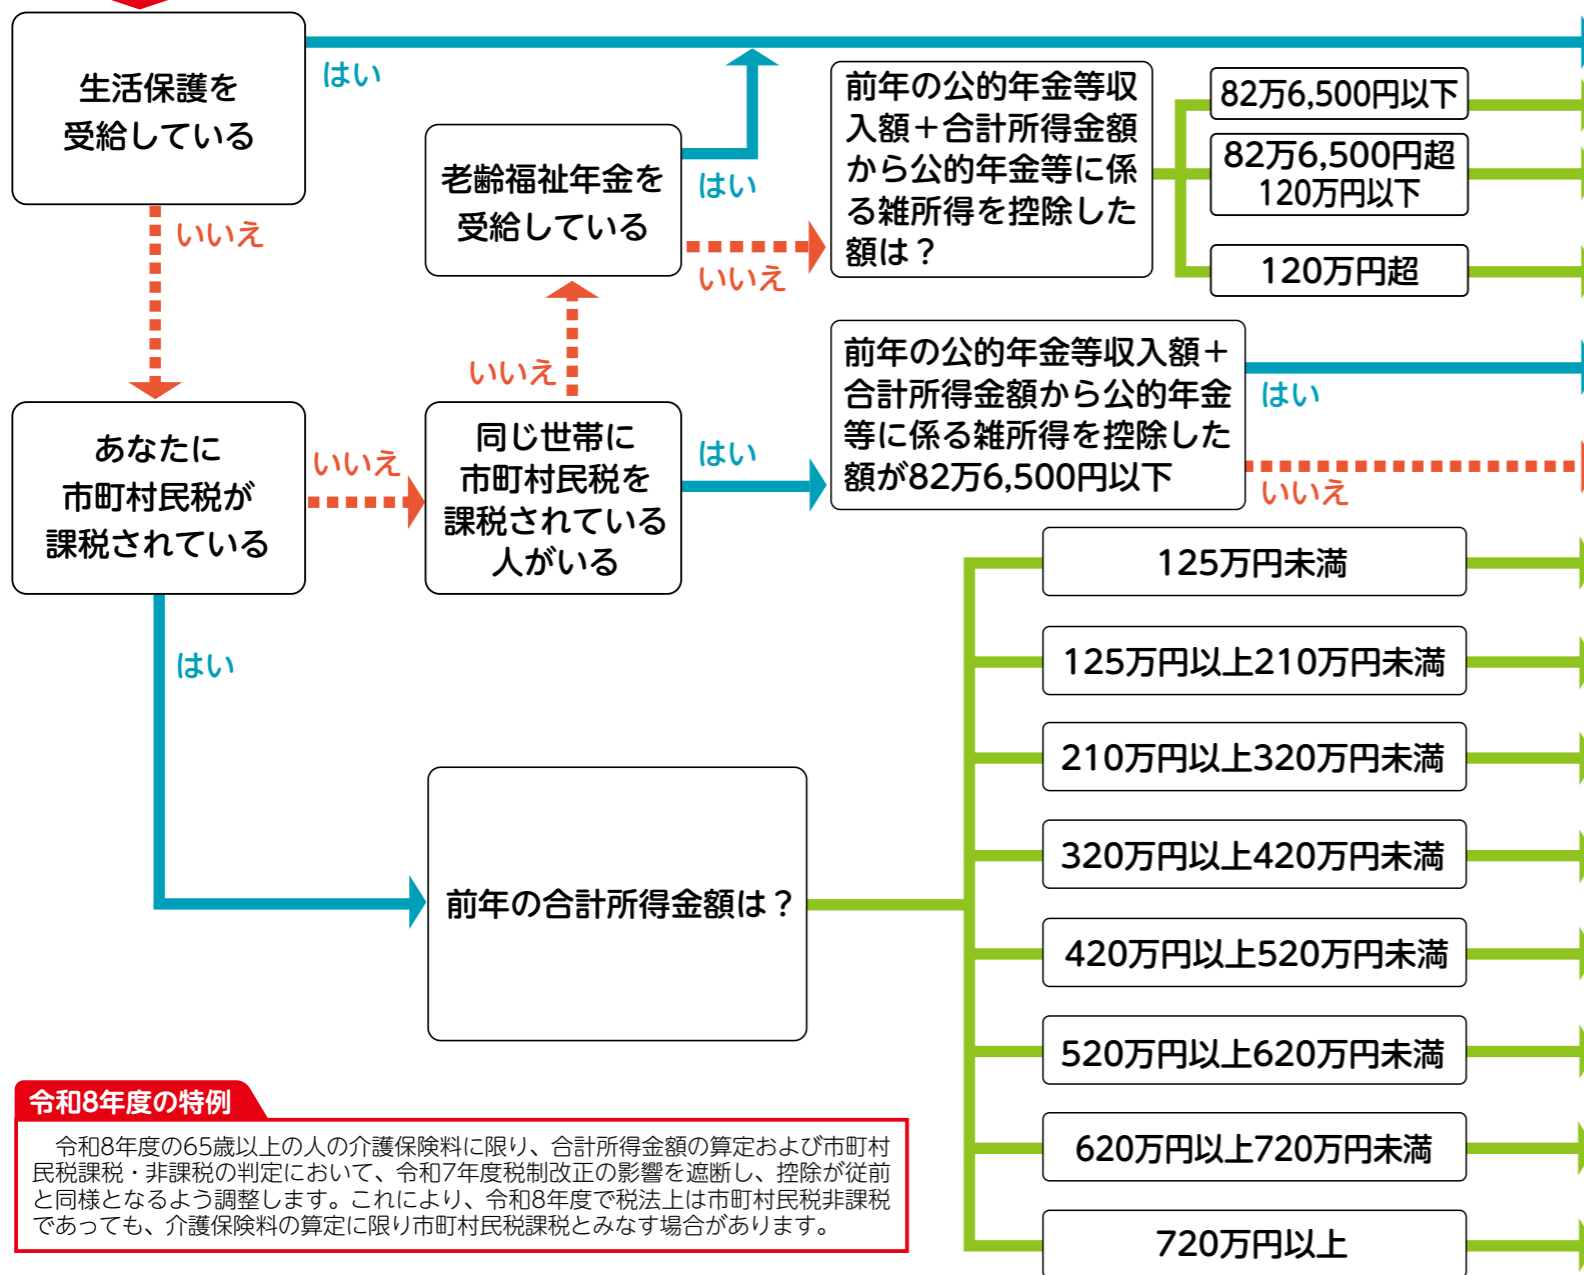 生活保護を
受給している
はい
いいえ
あなたに
市町村民税が
課税されている
いいえ
はい
同じ世帯に
市町村民税を
課税されている
人がいる
いいえ
はい
老齢福祉年金を
受給している
はい
いいえ
前年の公的年金等収
入額＋合計所得金額
から公的年金等に係
る雑所得を控除した
額は？
82万6,500円以下
82万6,500円超
120万円以下
120万円超
前年の公的年金等収入額＋
合計所得金額から公的年金
等に係る雑所得を控除した
額が82万6,500円以下
はい
いいえ
前年の合計所得金額は？
125万円未満
125万円以上210万円未満
210万円以上320万円未満
320万円以上420万円未満
420万円以上520万円未満
520万円以上620万円未満
620万円以上720万円未満
720万円以上
令和8年度の特例
令和8年度の65歳以上の人の介護保険料に限り、合計所得金額の算定および市町村
民税課税・非課税の判定において、令和7年度税制改正の影響を遮断し、控除が従前
と同様となるよう調整します。これにより、令和8年度で税法上は市町村民税非課税
であっても、介護保険料の算定に限り市町村民税課税とみなす場合があります。